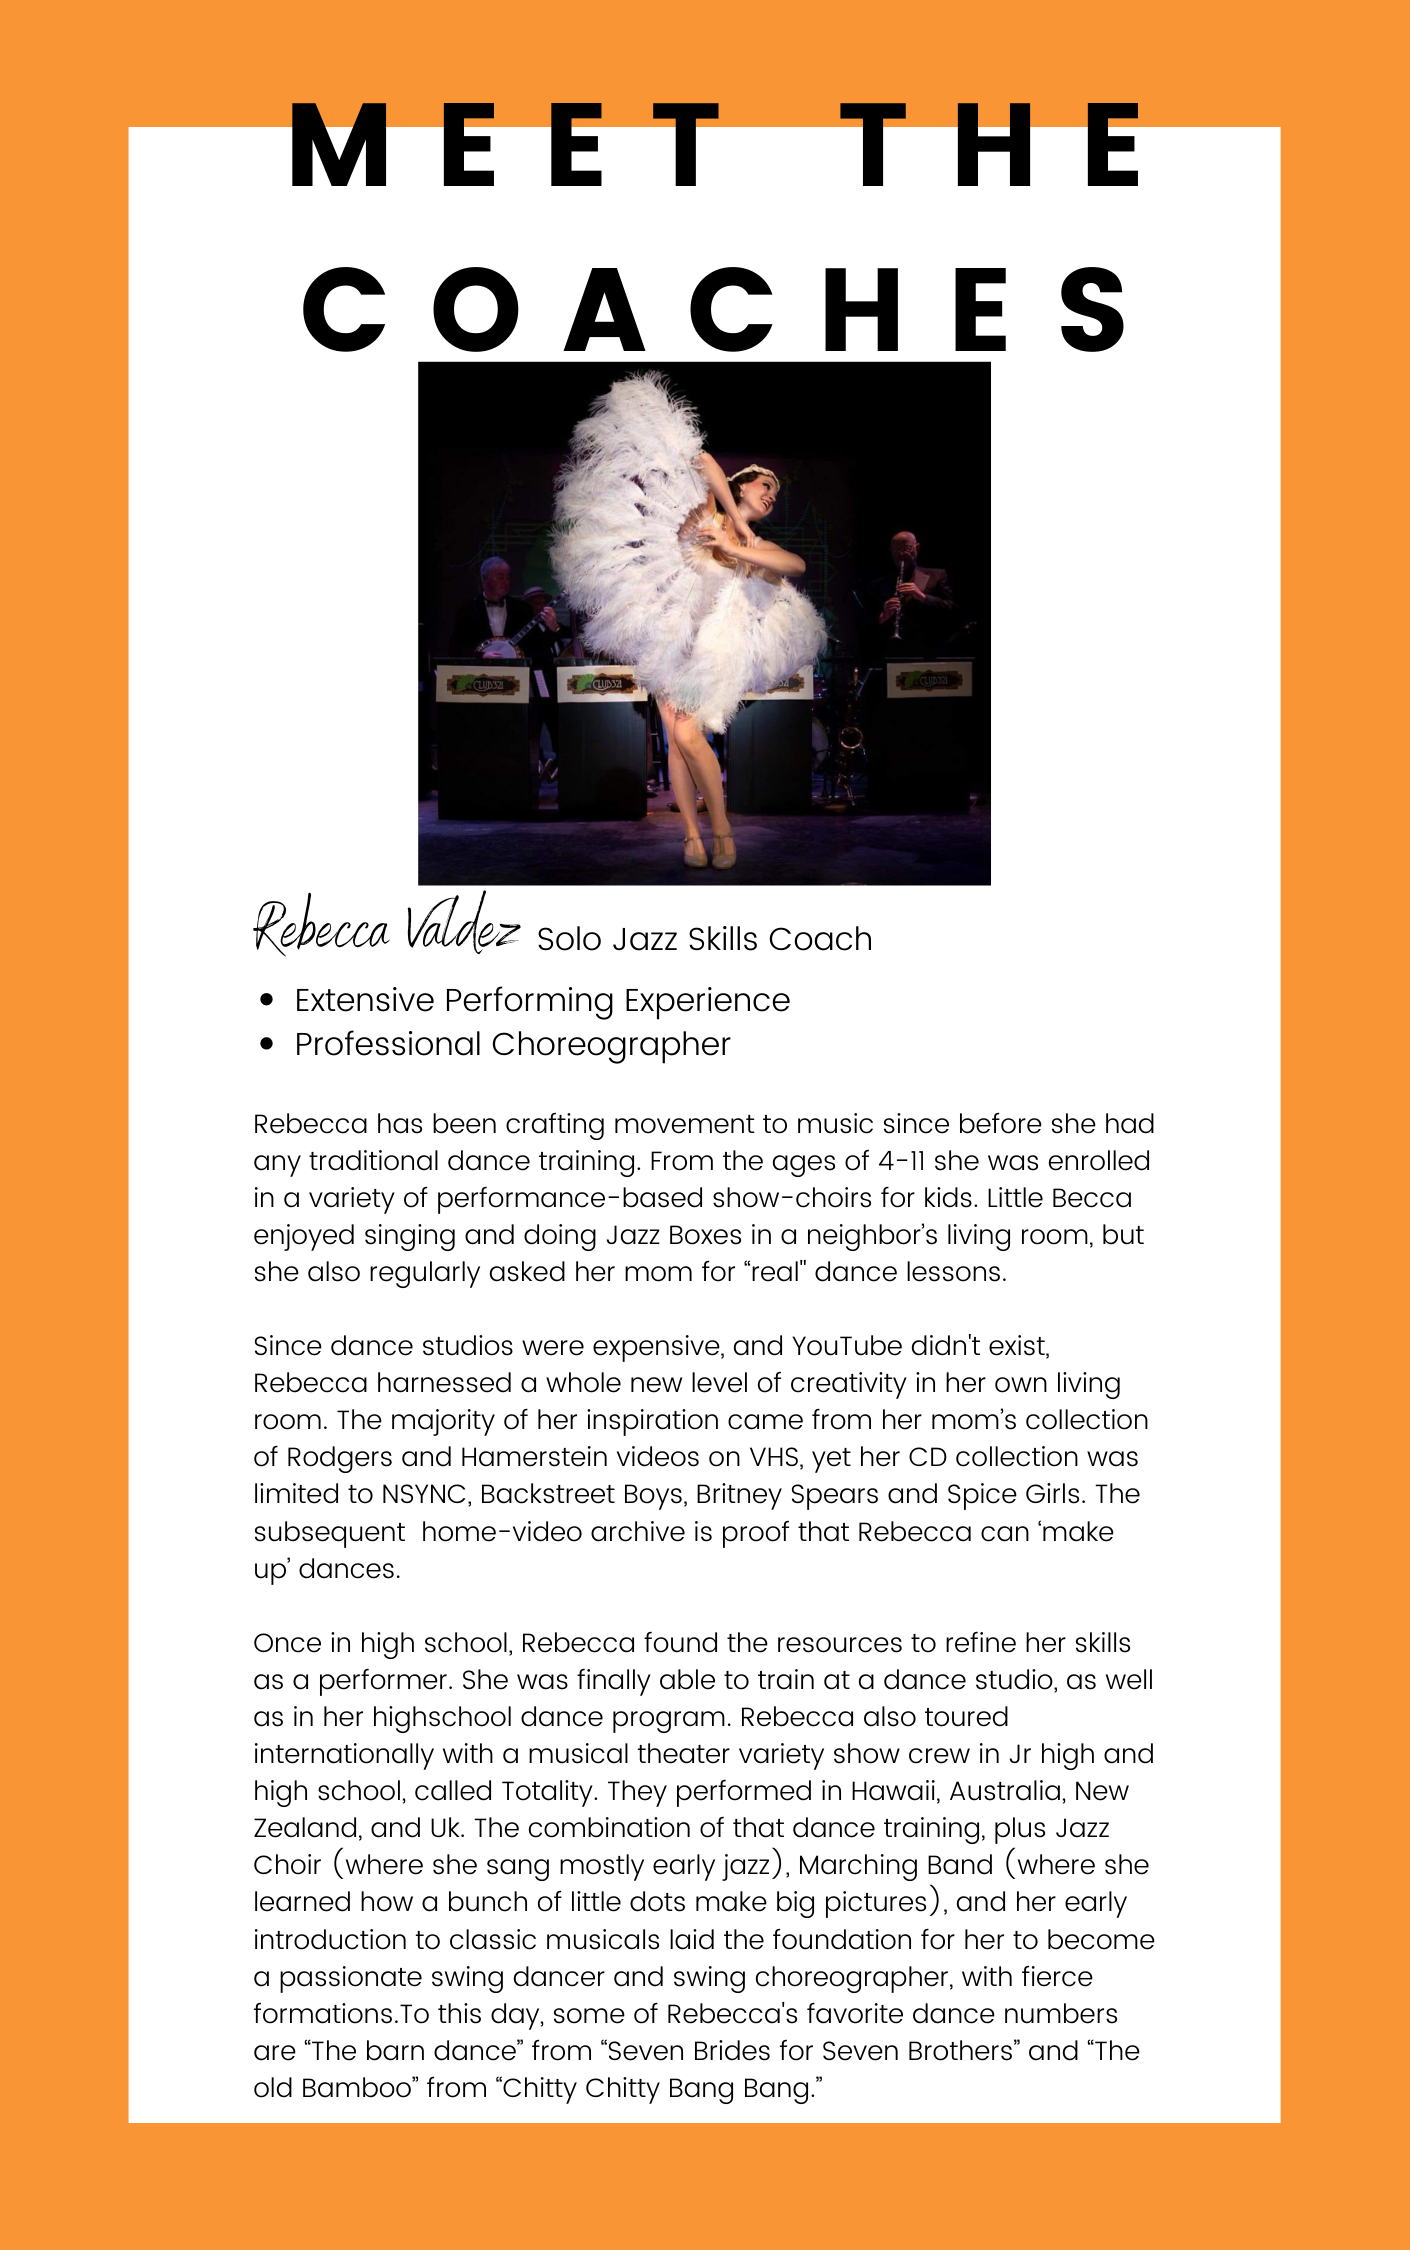 MEET THE
COACHES
CLUB321
CLUB321
Rebecca Valdez Solo Jazz Skills Coach
• Extensive Performing Experience
• Professional Choreographer
Rebecca has been crafting movement to music since before she had
any traditional dance training. From the ages of 4-11 she was enrolled
in a variety of performance-based show-choirs for kids. Little Becca
enjoyed singing and doing Jazz Boxes in a neighbor’s living room, but
she also regularly asked her mom for “real" dance lessons.
Since dance studios were expensive, and YouTube didn't exist,
Rebecca harnessed a whole new level of creativity in her own living
room. The majority of her inspiration came from her mom’s collection
of Rodgers and Hamerstein videos on VHS, yet her CD collection was
limited to NSYNC, Backstreet Boys, Britney Spears and Spice Girls. The
subsequent  home-video archive is proof that Rebecca can ‘make
up’ dances.
Once in high school, Rebecca found the resources to refine her skills
as a performer. She was finally able to train at a dance studio, as well
as in her highschool dance program. Rebecca also toured
internationally with a musical theater variety show crew in Jr high and
high school, called Totality. They performed in Hawaii, Australia, New
Zealand, and Uk. The combination of that dance training, plus Jazz
Choir (where she sang mostly early jazz), Marching Band (where she
learned how a bunch of little dots make big pictures), and her early
introduction to classic musicals laid the foundation for her to become
a passionate swing dancer and swing choreographer, with fierce
formations.To this day, some of Rebecca's favorite dance numbers
are “The barn dance” from “Seven Brides for Seven Brothers” and “The
old Bamboo” from “Chitty Chitty Bang Bang.”